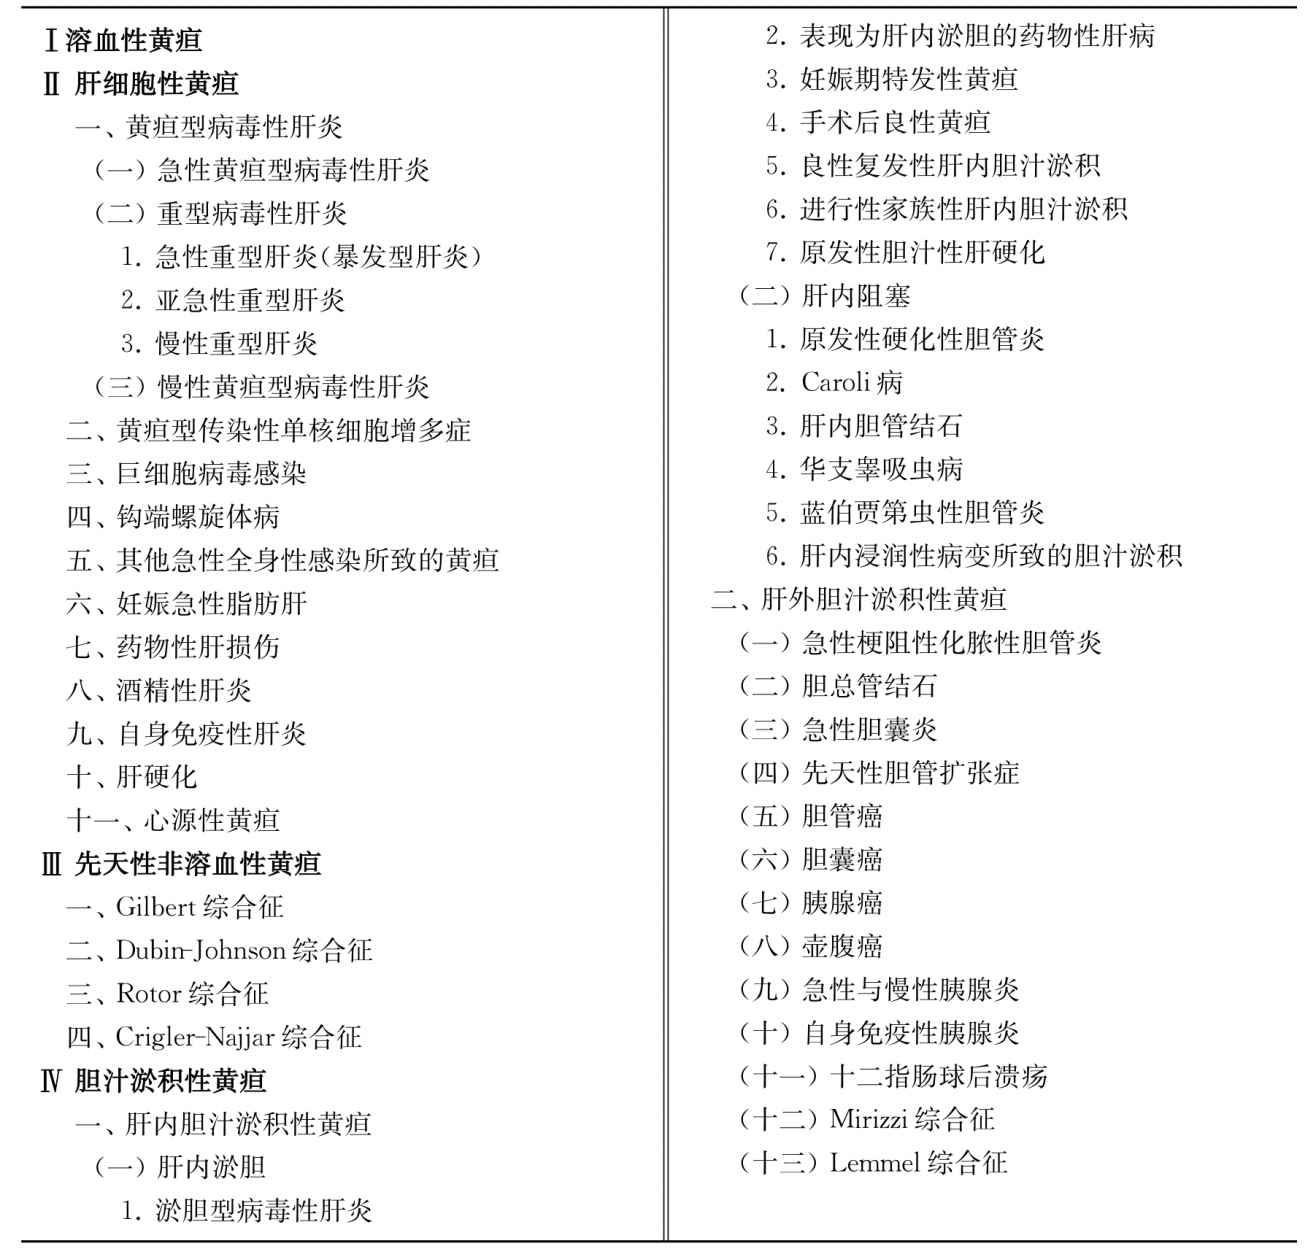 Ⅰ溶血性黄疸
Ⅱ 肝细胞性黄疸
一、黄疸型病毒性肝炎
（一）急性黄疸型病毒性肝炎
（二）重型病毒性肝炎
1. 急性重型肝炎（暴发型肝炎）
2. 亚急性重型肝炎
3. 慢性重型肝炎
（三）慢性黄疸型病毒性肝炎
二、黄疸型传染性单核细胞增多症
三、巨细胞病毒感染
四、钩端螺旋体病
五、其他急性全身性感染所致的黄疸
六、妊娠急性脂肪肝
七、药物性肝损伤
八、酒精性肝炎
九、自身免疫性肝炎
十、肝硬化
十一、心源性黄疸
Ⅲ 先天性非溶血性黄疸
一、Gilbert 综合征
二、Dubin-Johnson 综合征
三、Rotor 综合征
四、Crigler-Najjar 综合征
Ⅳ 胆汁淤积性黄疸
一、肝内胆汁淤积性黄疸
（一）肝内淤胆
1. 淤胆型病毒性肝炎
2. 表现为肝内淤胆的药物性肝病
3. 妊娠期特发性黄疸
4. 手术后良性黄疸
5. 良性复发性肝内胆汁淤积
6. 进行性家族性肝内胆汁淤积
7. 原发性胆汁性肝硬化
（二）肝内阻塞
1. 原发性硬化性胆管炎
2. Caroli 病
3. 肝内胆管结石
4. 华支睾吸虫病
5. 蓝伯贾第虫性胆管炎
6. 肝内浸润性病变所致的胆汁淤积
二、肝外胆汁淤积性黄疸
（一）急性梗阻性化脓性胆管炎
（二）胆总管结石
（三）急性胆囊炎
（四）先天性胆管扩张症
（五）胆管癌
（六）胆囊癌
（七）胰腺癌
（八）壶腹癌
（九）急性与慢性胰腺炎
（十）自身免疫性胰腺炎
（十一）十二指肠球后溃疡
（十二）Mirizzi 综合征
（十三）Lemmel 综合征